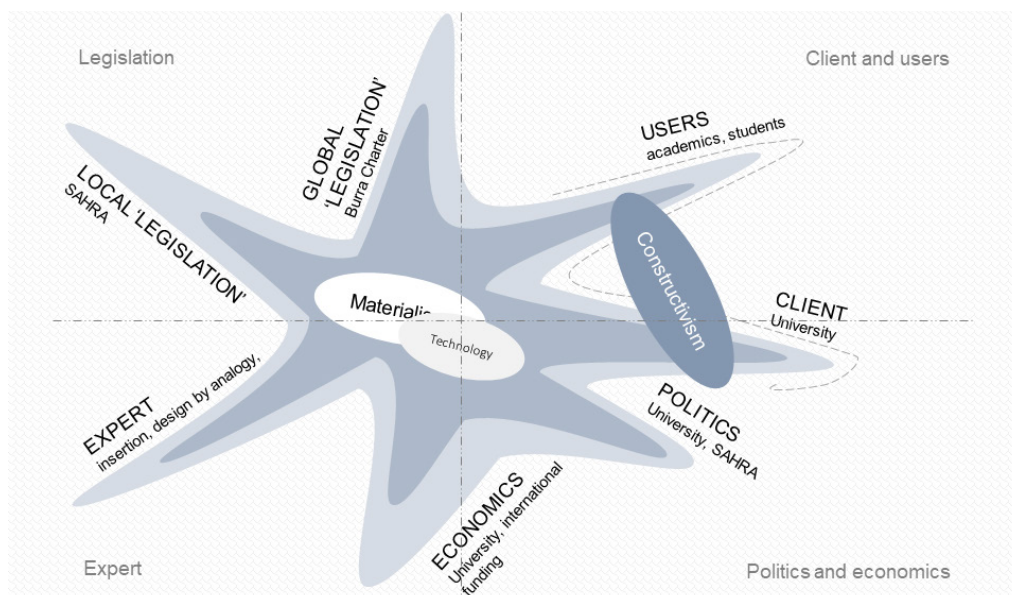 Legislation
Client and users
GLOBAL
‘LEGISLATION’
Burra Charter
USERS
academics, students
LOCAL ‘LEGISLATION’
SAHRA
Constructivism
Technology
CLIENT
University
EXPERT
insertion, design by analogy,
POLITICS
University, SAHRA
ECONOMICS
University, international
funding
Expert
Politics and economics